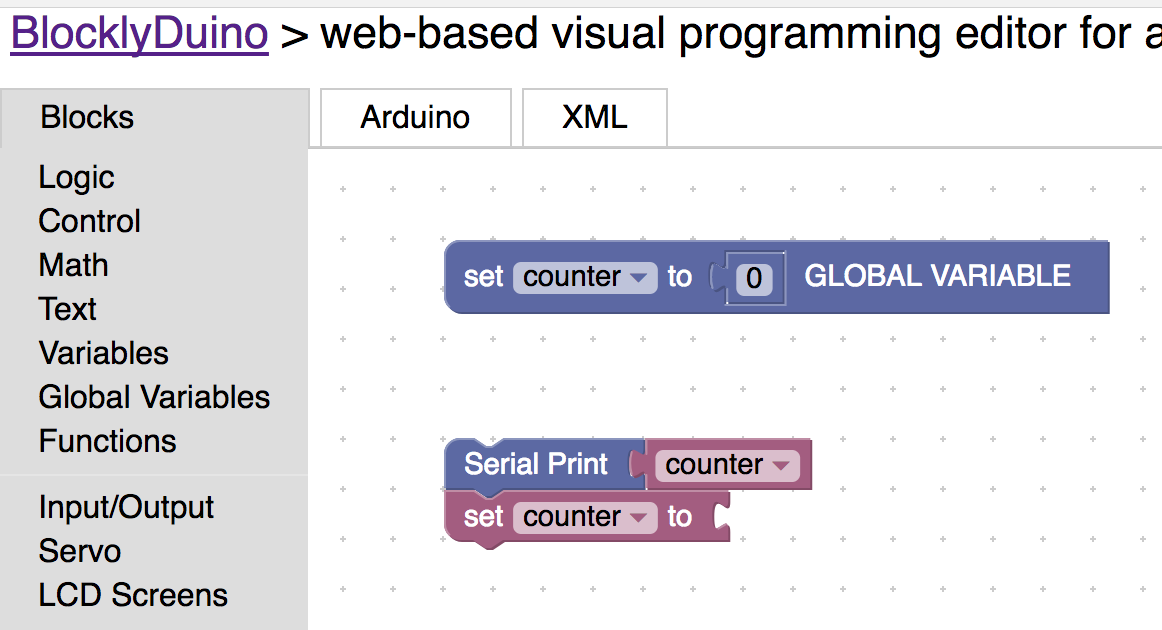 BlocklyDuino > web-based visual programming editor for a
Blocks
Arduino
XML
Logic
Control
Math
Text
Variables
Global Variables
Functions
Input/Output
Servo
LCD Screens
set counter to 0 GLOBAL VARIABLE
Serial Print counter
set counter to